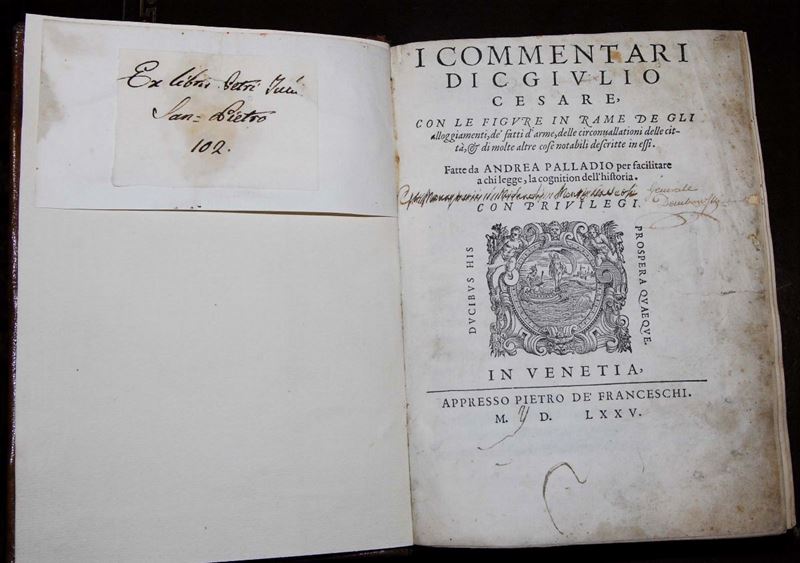 Ex libris Petri
San= Pietro
102.
I COMMENTARI
DI C. GIVLIO
CESARE,
CON LE FIGVRE IN RAME DE GLI
alloggiamenti, de' fatti d'arme, delle circonuallationi delle cit-
tà, & di molte altre cose notabili descritte in essi.
Fatte da ANDREA PALLADIO per facilitare
a chi legge, la cognition dell'historia.
Generale
CON PRIVILEGI.
DVCIBVS HIS
PROSPERA QVAEQVE.
IN VENETIA,
APPRESSO PIETRO DE' FRANCESCHI.
M. D. LXXV.